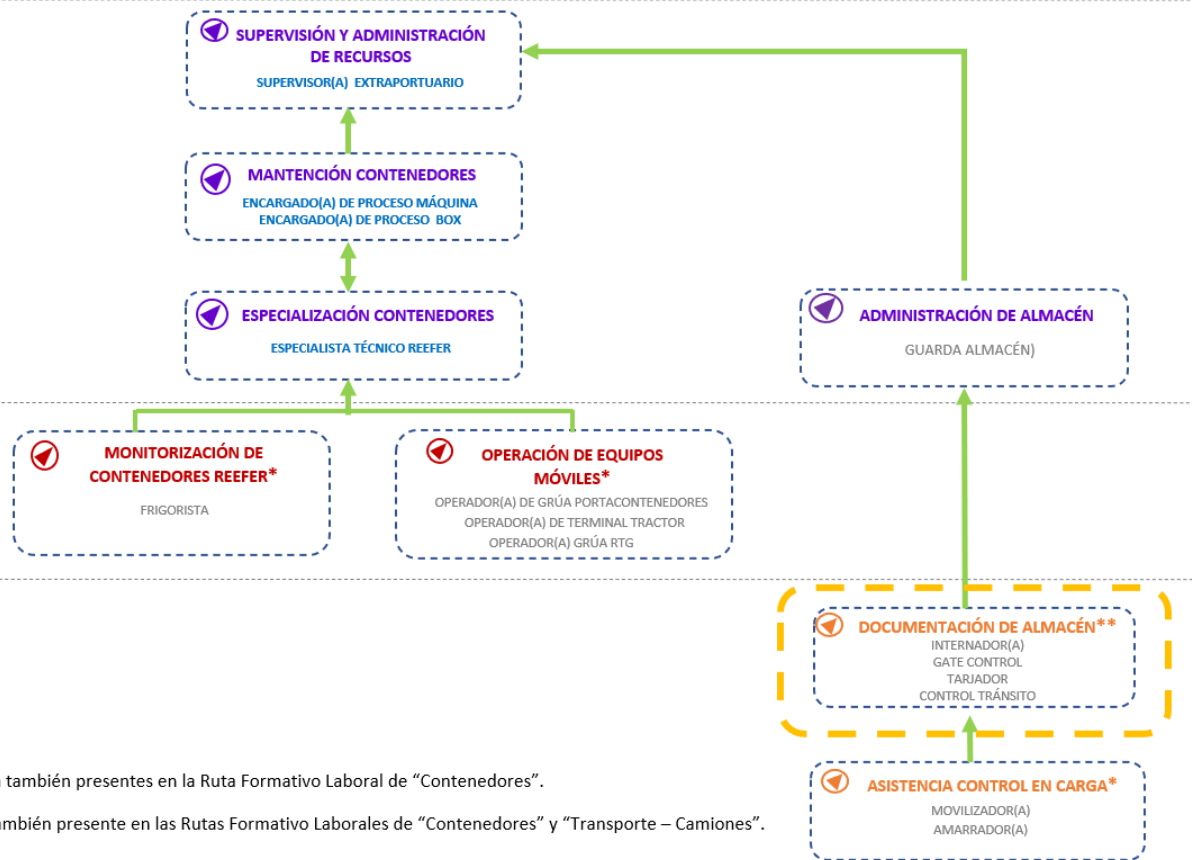 SUPERVISIÓN Y ADMINISTRACIÓN
DE RECURSOS
SUPERVISOR(A) EXTRAPORTUARIO
MANTENCIÓN CONTENEDORES
ENCARGADO(A) DE PROCESO MÁQUINA
ENCARGADO(A) DE PROCESO BOX
ESPECIALIZACIÓN CONTENEDORES
ESPECIALISTA TÉCNICO REEFER
ADMINISTRACIÓN DE ALMACÉN
GUARDA ALMACÉN)
MONITORIZACIÓN DE
CONTENEDORES REEFER*
FRIGORISTA
OPERACIÓN DE EQUIPOS
MÓVILES*
OPERADOR(A) DE GRÚA PORTACONTENEDORES
OPERADOR(A) DE TERMINAL TRACTOR
OPERADOR(A) GRÚA RTG
DOCUMENTACIÓN DE ALMACÉN**
INTERNADOR(A)
GATE CONTROL
TARJADOR
CONTROL TRÁNSITO
ASISTENCIA CONTROL EN CARGA*
MOVILIZADOR(A)
AMARRADOR(A)
también presentes en la Ruta Formativo Laboral de “Contenedores”.
también presente en las Rutas Formativo Laborales de “Contenedores” y “Transporte – Camiones”.